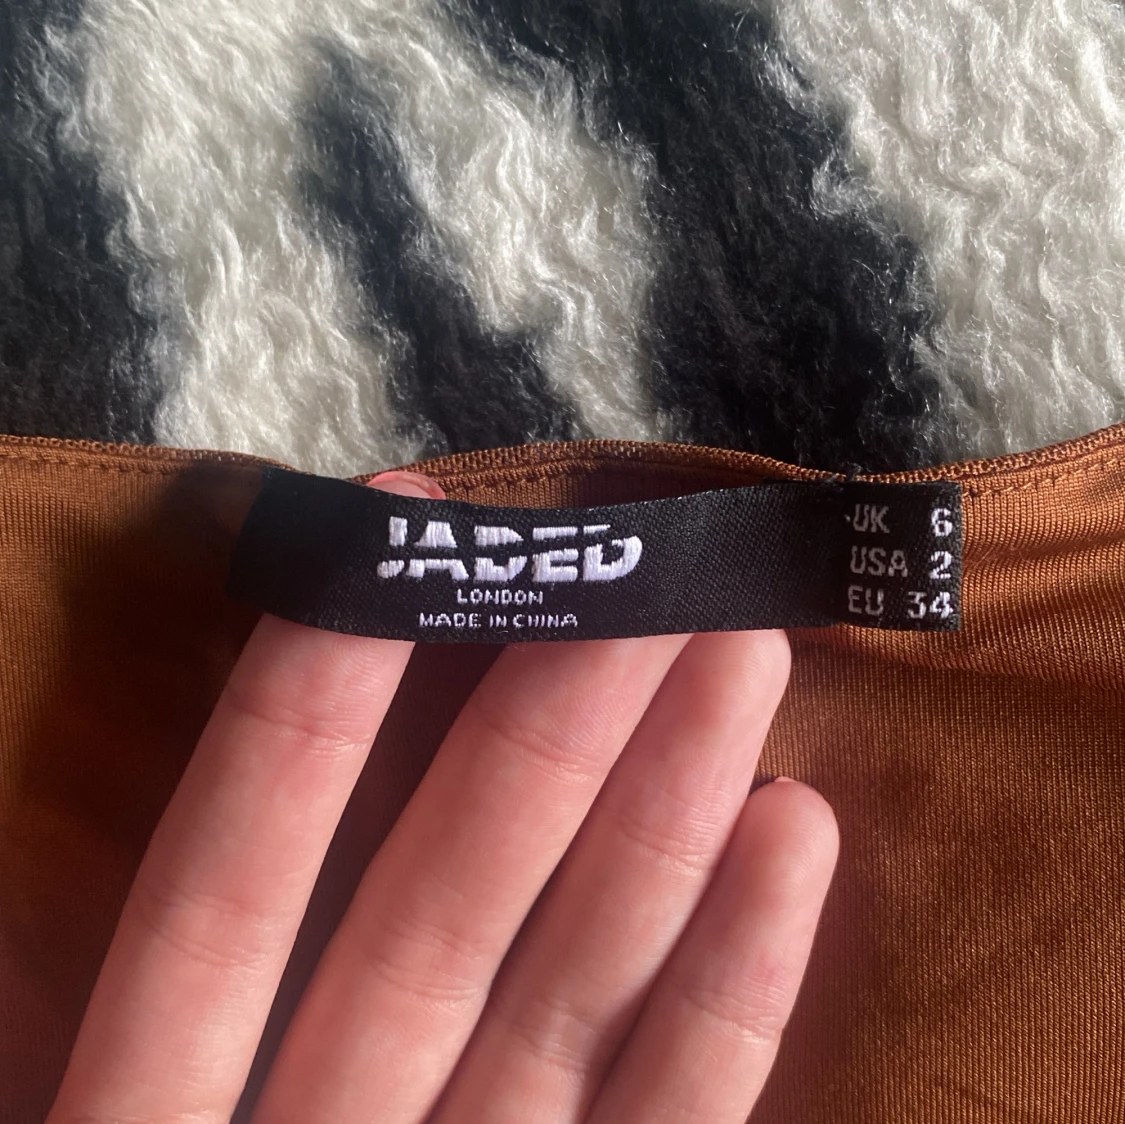 JADED
LONDON
MADE IN CHINA
UK 6
USA 2
EU 34